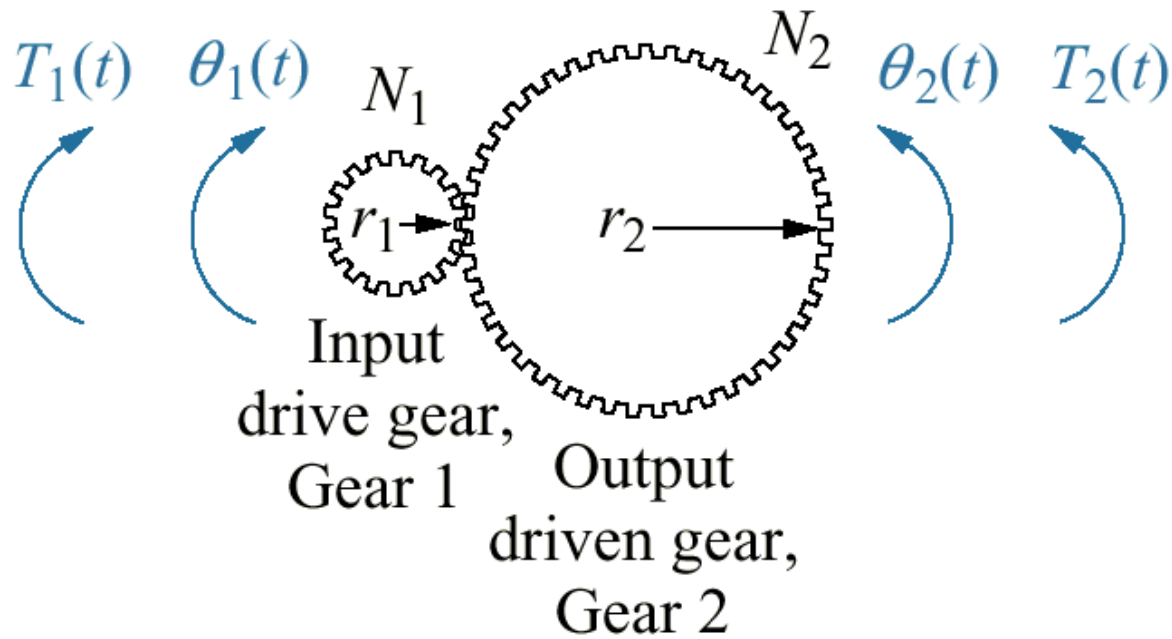 T₁(t) θ₁(t) N₁ N₂ θ₂(t) T₂(t)
r₁ r₂
Input
drive gear,
Gear 1
Output
driven gear,
Gear 2